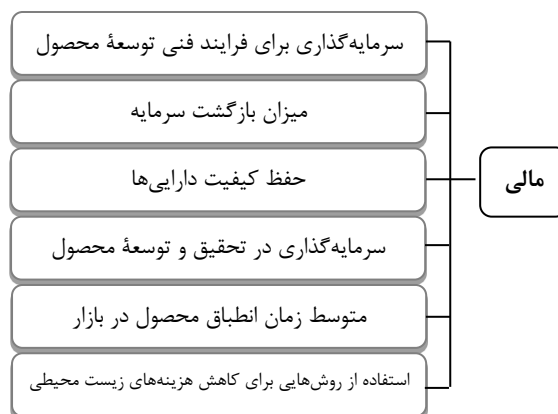 سرمایه‌گذاری برای فرایند فنی توسعهٔ محصول
میزان بازگشت سرمایه
حفظ کیفیت دارایی‌ها
مالی
سرمایه‌گذاری در تحقیق و توسعهٔ محصول
متوسط زمان انطباق محصول در بازار
استفاده از روش‌هایی برای کاهش هزینه‌های زیست محیطی